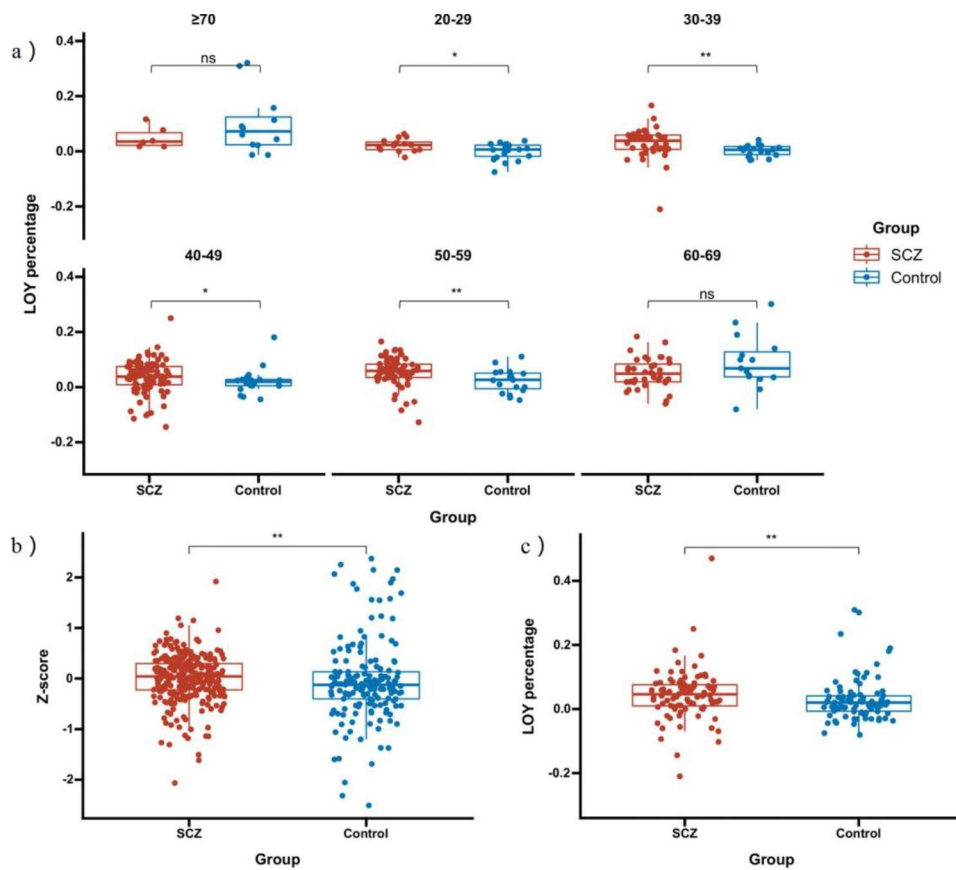 a )
≥70
20-29
30-39
LOY percentage
0.4
0.2
0.0
-0.2
ns
*
**
Group
SCZ
Control
40-49
50-59
60-69
0.4
0.2
0.0
-0.2
*
**
ns
SCZ
Control
SCZ
Control
SCZ
Control
Group
b )
Z-score
2
1
0
-1
-2
**
SCZ
Control
Group
c )
LOY percentage
0.4
0.2
0.0
-0.2
**
SCZ
Control
Group